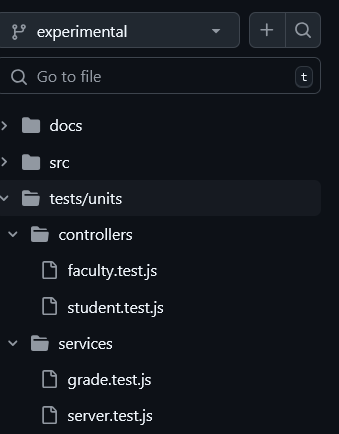 experimental
Go to file
t
docs
src
tests/units
controllers
faculty.test.js
student.test.js
services
grade.test.js
server.test.js